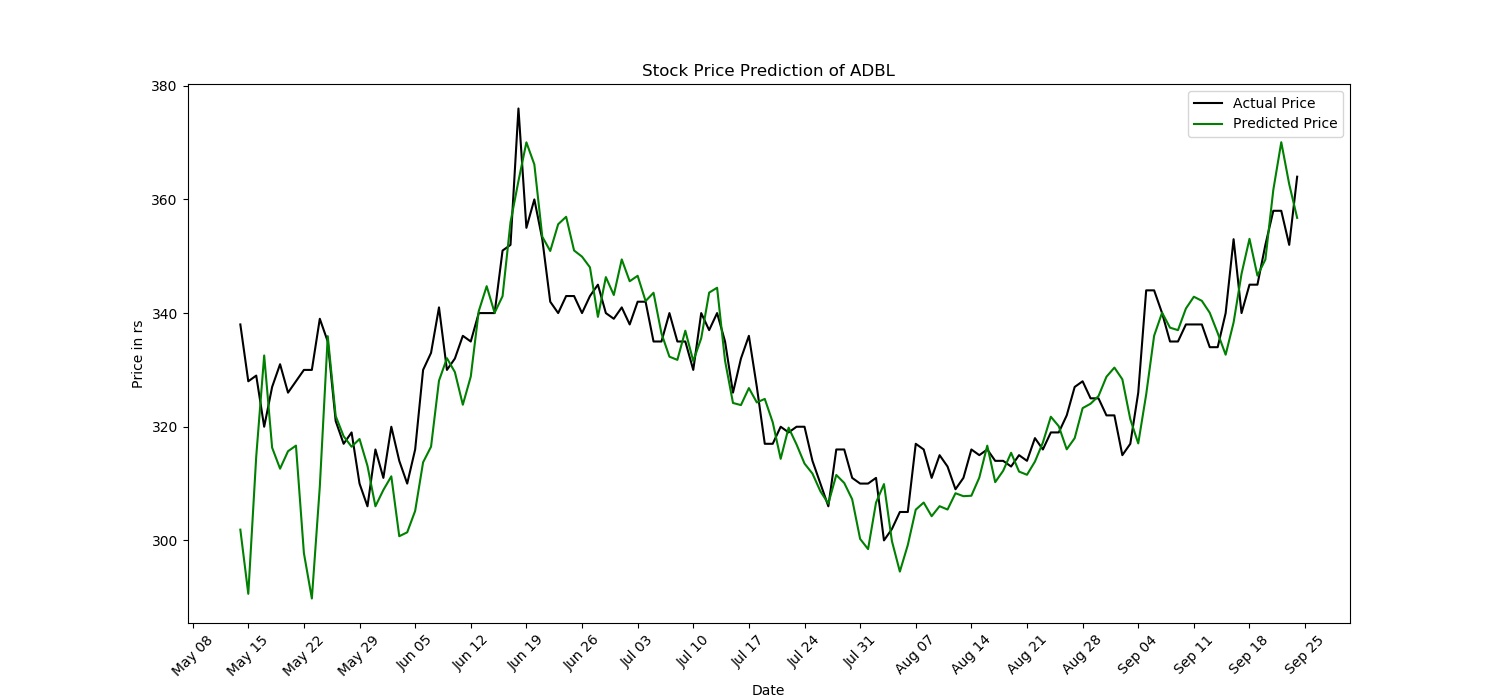 Stock Price Prediction of ADBL
Actual Price
Predicted Price
380
360
340
320
300
Price in rs
May 08
May 15
May 22
May 29
Jun 05
Jun 12
Jun 19
Jun 26
Jul 03
Jul 10
Jul 17
Jul 24
Jul 31
Aug 07
Aug 14
Aug 21
Aug 28
Sep 04
Sep 11
Sep 18
Sep 25
Date